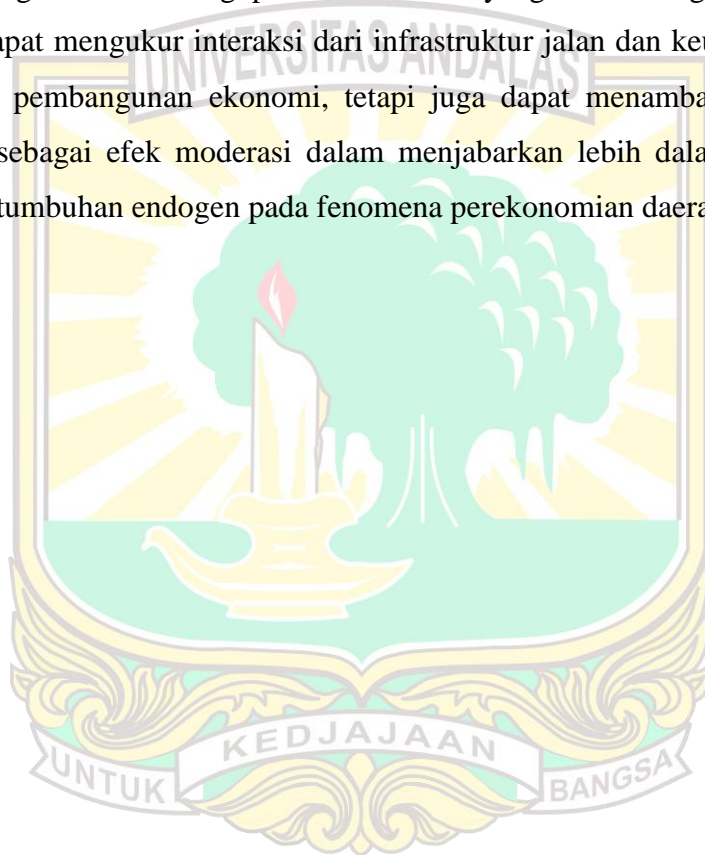 UNIVERSITAS ANDALAS
apat mengukur interaksi dari infrastruktur jalan dan keu
pembangunan ekonomi, tetapi juga dapat menamba
sebagai efek moderasi dalam menjabarkan lebih dala
tumbuhan endogen pada fenomena perekonomian daera
UNTUK KEDJAJAAN BANGSA